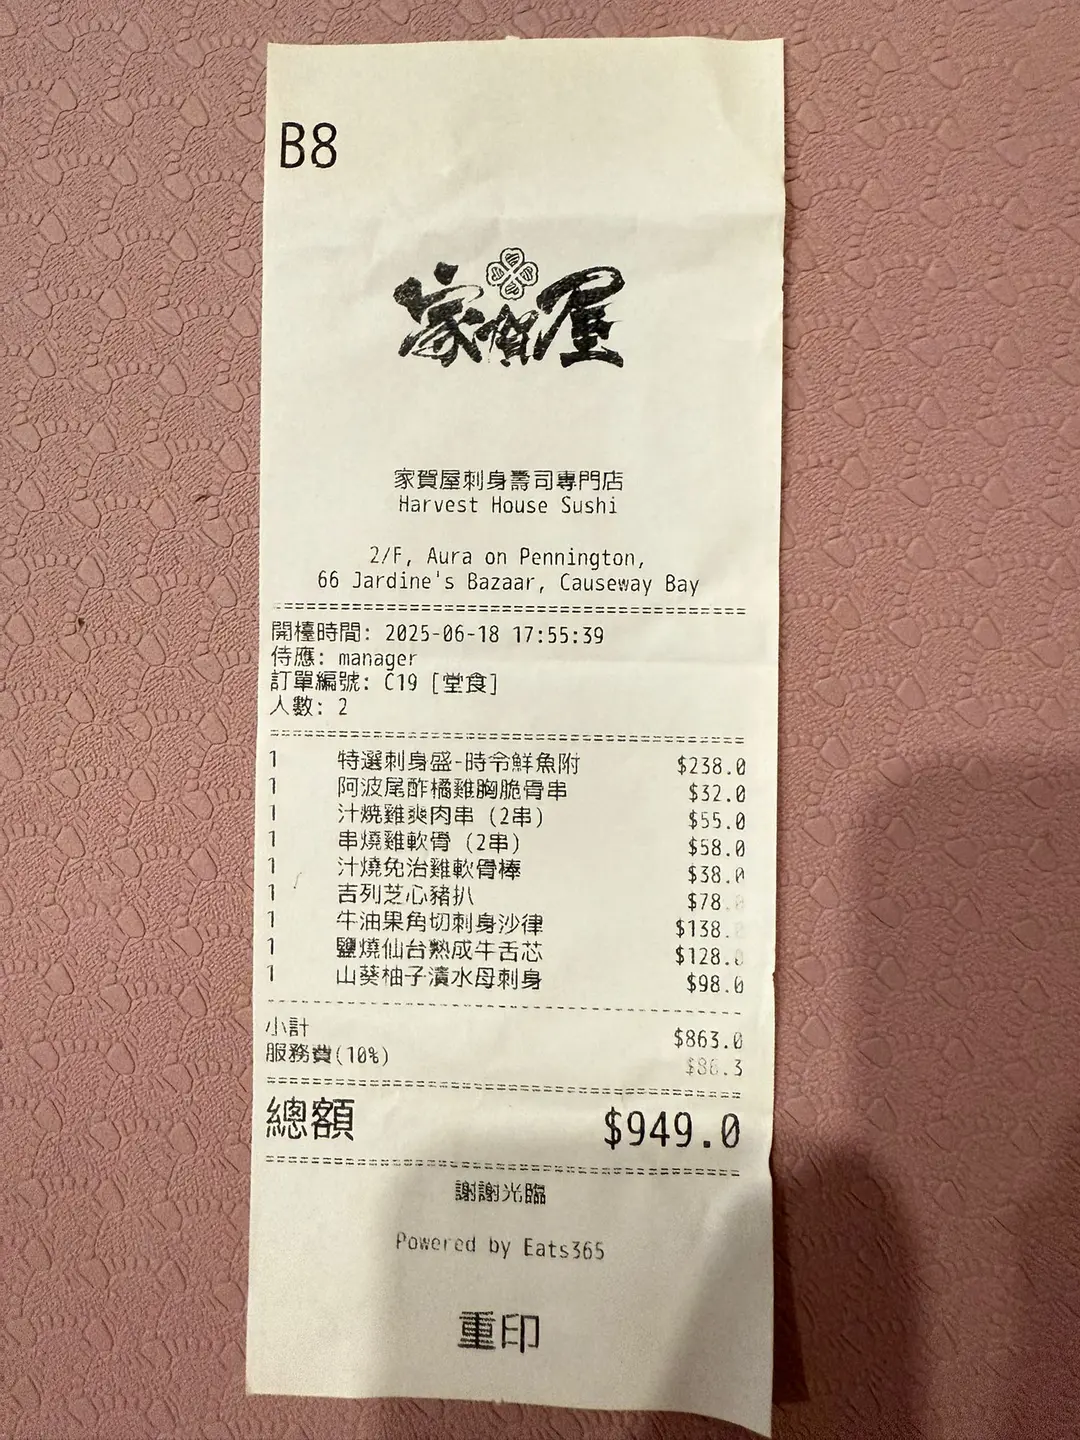 B8
家賀屋
家賀屋刺身壽司專門店
Harvest House Sushi
2/F, Aura on Pennington,
66 Jardine's Bazaar, Causeway Bay
開檯時間: 2025-06-18 17:55:39
侍應: manager
訂單編號: C19 [堂食]
人數: 2
1 特選刺身盛-時令鮮魚附 $238.0
1 阿波尾酢橘雞胸脆骨串 $32.0
1 汁燒雞爽肉串 (2串) $55.0
1 串燒雞軟骨 (2串) $58.0
1 汁燒免治雞軟骨棒 $38.0
1 吉列芝心豬扒 $78.0
1 牛油果角切刺身沙律 $138.0
1 鹽燒仙台熟成牛舌芯 $128.0
1 山葵柚子漬水母刺身 $98.0
小計 $863.0
服務費(10%) $86.3
總額 $949.0
謝謝光臨
Powered by Eats365
重印